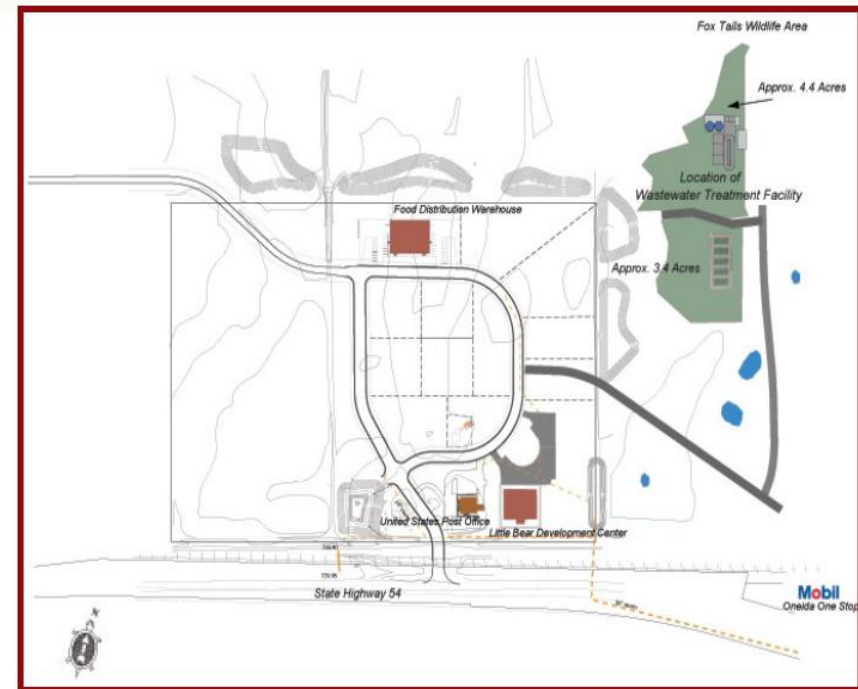 Fox Tails Wildlife Area
Approx. 4.4 Acres
Location of
Wastewater Treatment Facility
Food Distribution Warehouse
Approx. 3.4 Acres
United States Post Office
Little Bear Development Center
State Highway 54
Mobil
Oneida One Stop
N